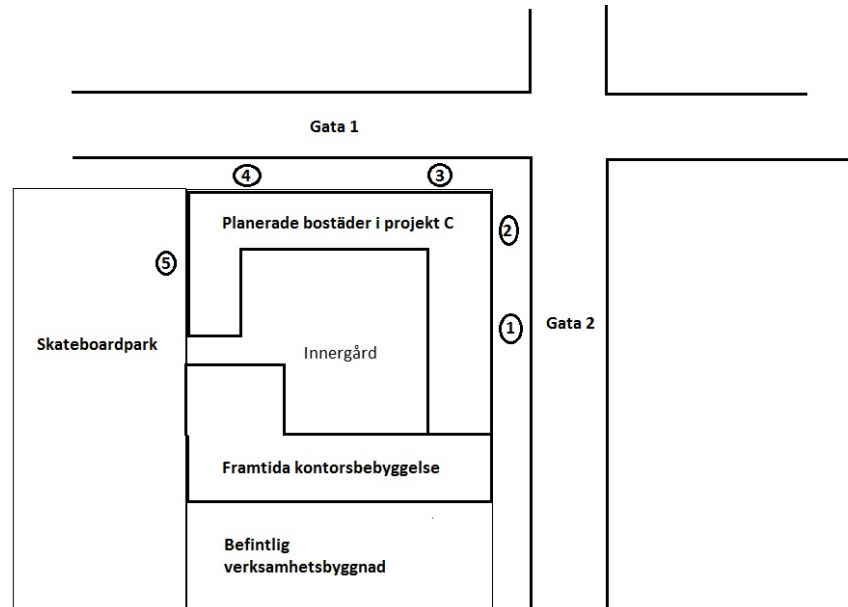 Gata 1
4
3
Planerade bostäder i projekt C
2
5
1
Gata 2
Skateboardpark
Innergård
Framtida kontorsbebyggelse
Befintlig
verksamhetsbyggnad